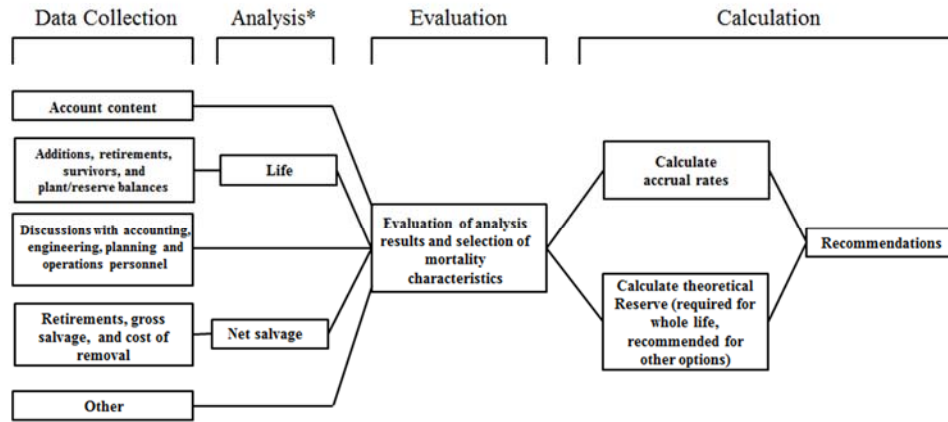 Data Collection
Analysis*
Evaluation
Calculation
Account content
Additions, retirements,
survivors, and
plant/reserve balances
Life
Discussions with accounting,
engineering, planning and
operations personnel
Retirements, gross
salvage, and cost of
removal
Net salvage
Other
Evaluation of analysis
results and selection of
mortality
characteristics
Calculate
accrual rates
Calculate theoretical
Reserve (required for
whole life,
recommended for
other options)
Recommendations